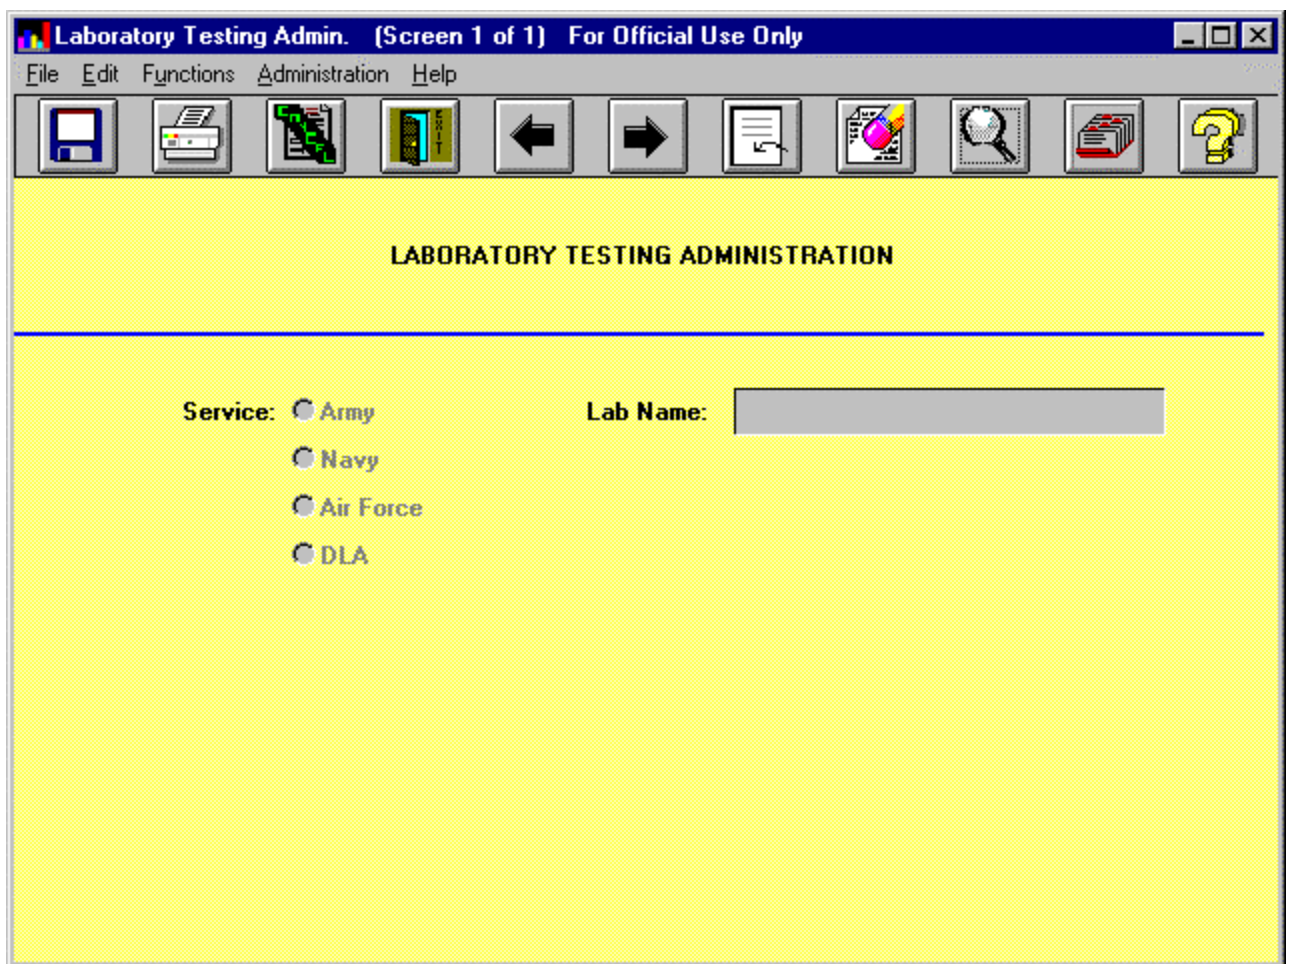 Laboratory Testing Admin. (Screen 1 of 1) For Official Use Only
File Edit Functions Administration Help
EXIT
LABORATORY TESTING ADMINISTRATION
Service: Army Lab Name:
Navy
Air Force
DLA